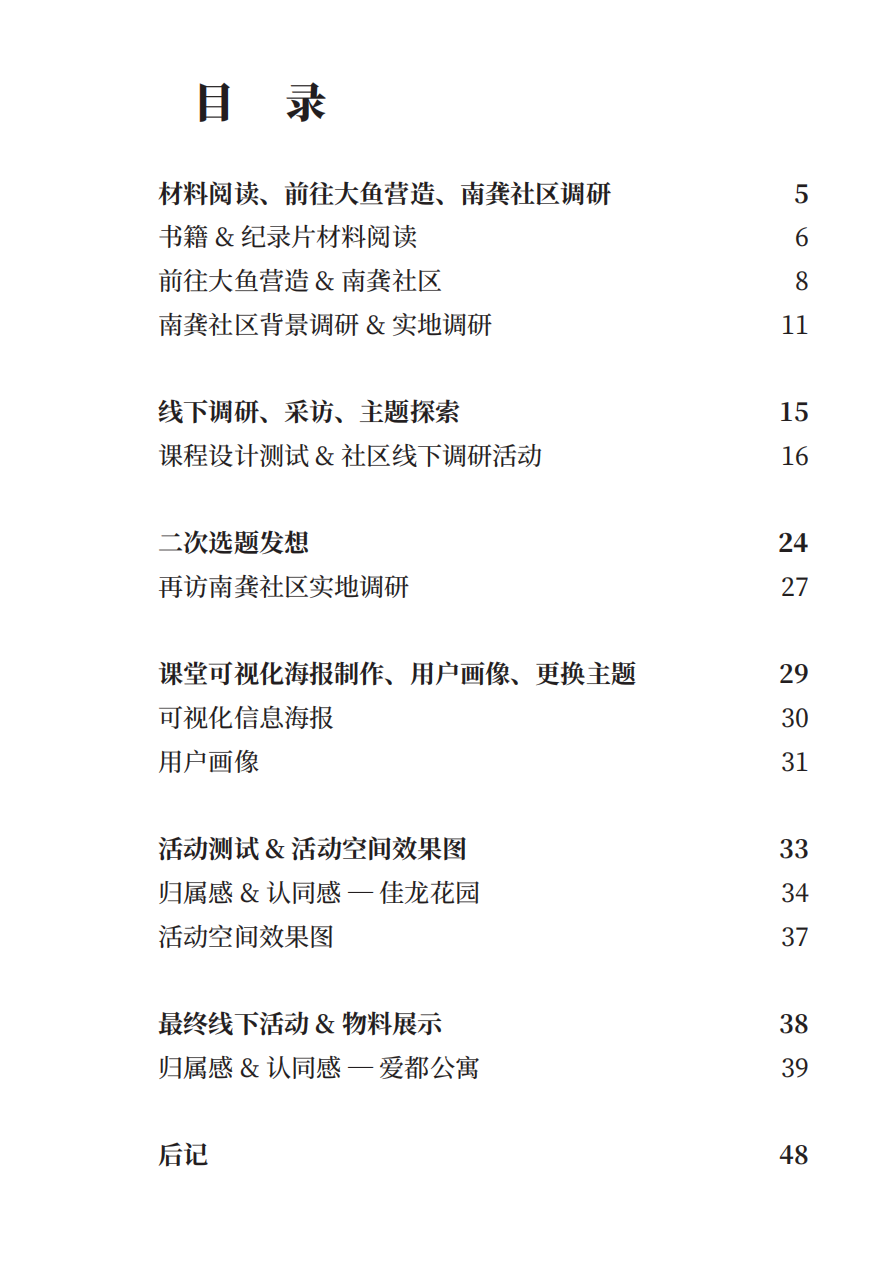 目 录
材料阅读、前往大鱼营造、南龚社区调研 5
书籍 & 纪录片材料阅读 6
前往大鱼营造 & 南龚社区 8
南龚社区背景调研 & 实地调研 11
线下调研、采访、主题探索 15
课程设计测试 & 社区线下调研活动 16
二次选题发想 24
再访南龚社区实地调研 27
课堂可视化海报制作、用户画像、更换主题 29
可视化信息海报 30
用户画像 31
活动测试 & 活动空间效果图 33
归属感 & 认同感 — 佳龙花园 34
活动空间效果图 37
最终线下活动 & 物料展示 38
归属感 & 认同感 — 爱都公寓 39
后记 48